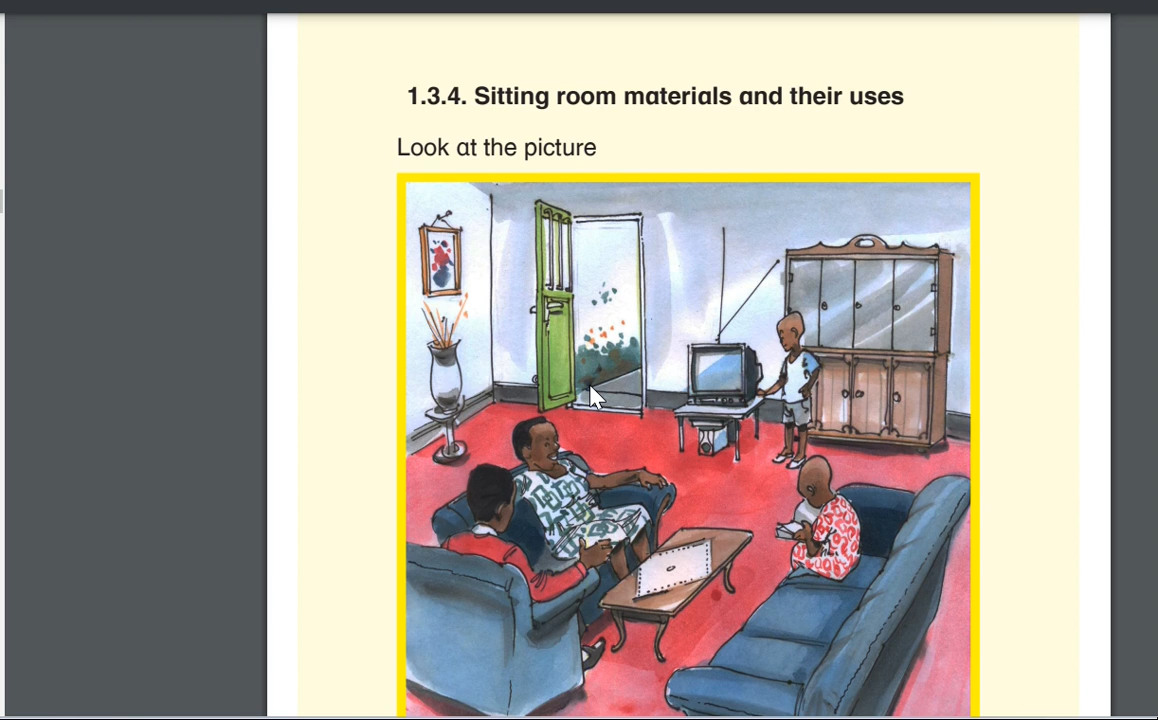 1.3.4. Sitting room materials and their uses
Look at the picture